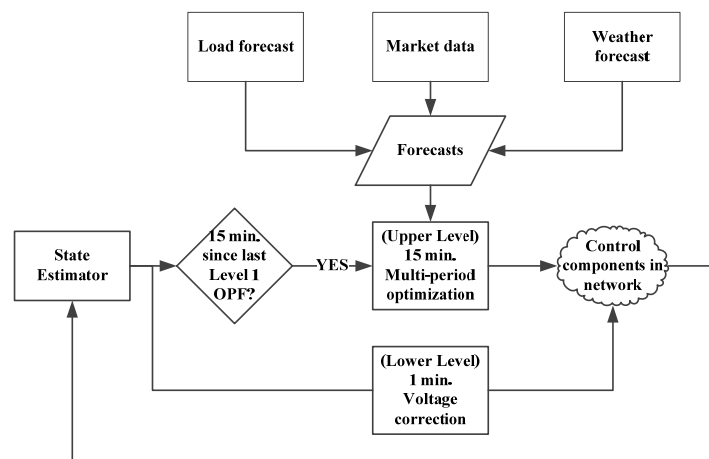 Load forecast
Market data
Weather
forecast
Forecasts
State
Estimator
15 min.
since last
Level 1
OPF?
YES
(Upper Level)
15 min.
Multi-period
optimization
Control
components in
network
(Lower Level)
1 min.
Voltage
correction